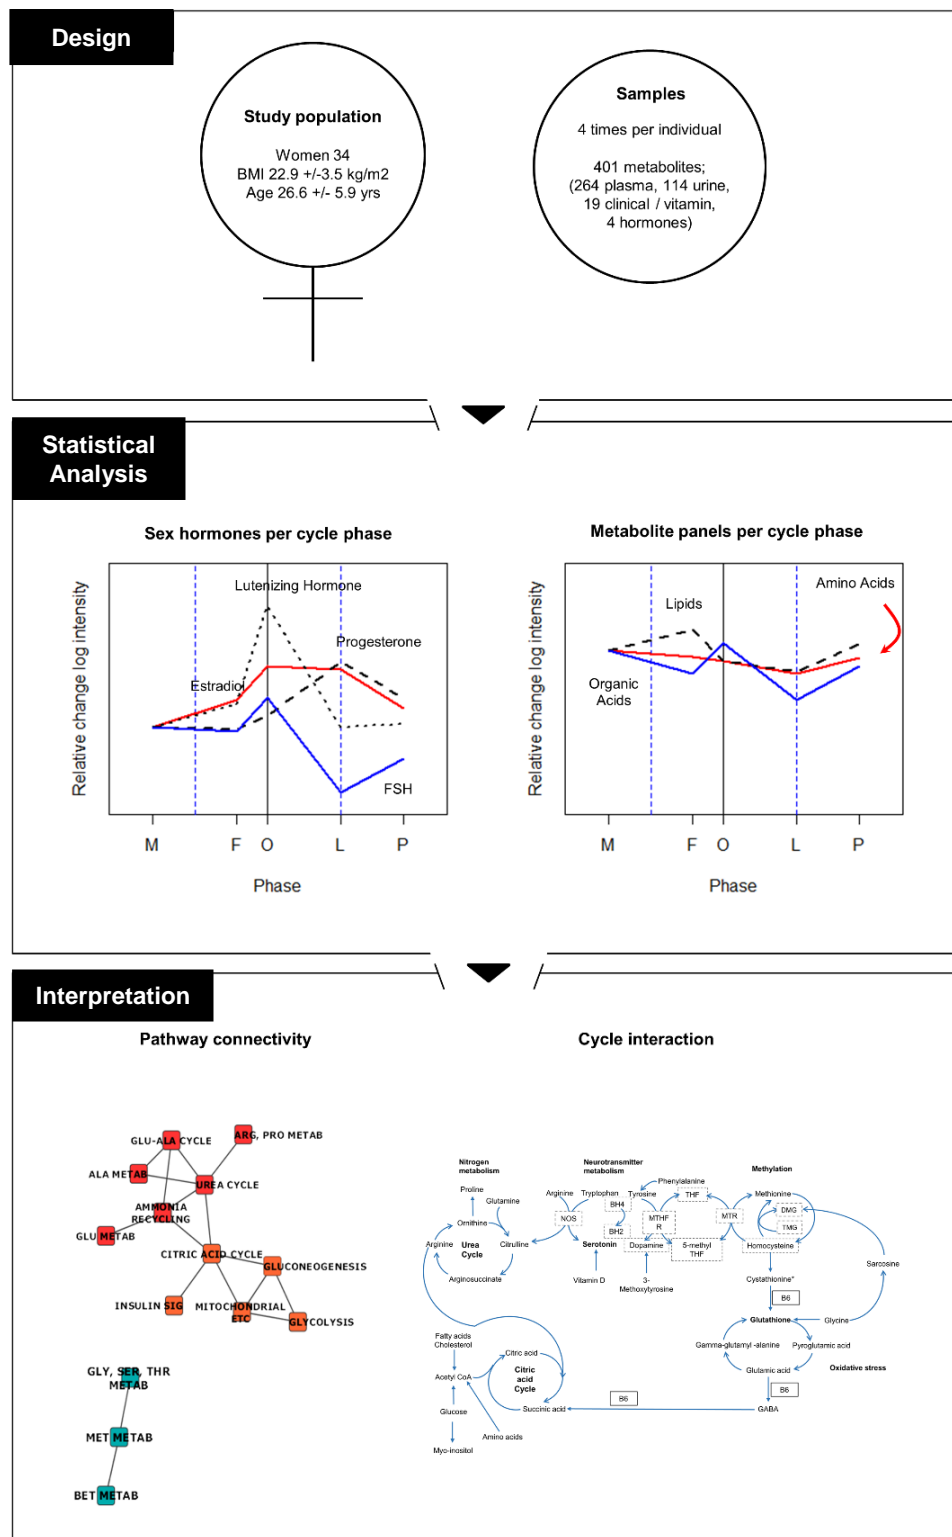 Design
Study population
Women 34
BMI 22.9 +/-3.5 kg/m2
Age 26.6 +/- 5.9 yrs
Samples
4 times per individual
401 metabolites;
(264 plasma, 114 urine,
19 clinical / vitamin,
4 hormones)
Statistical
Analysis
Sex hormones per cycle phase
Relative change log intensity
Lutenizing Hormone
Progesterone
Estradiol
FSH
M F O L P
Phase
Metabolite panels per cycle phase
Relative change log intensity
Amino Acids
Lipids
Organic
Acids
M F O L P
Phase
Interpretation
Pathway connectivity
GLU-ALA CYCLE
ARG, PRO METAB
ALA METAB
UREA CYCLE
AMMONIA
RECYCLING
GLU METAB
CITRIC ACID CYCLE
GLUCONEOGENESIS
INSULIN SIG
MITOCHONDRIAL
ETC
GLYCOLYSIS
GLY, SER, THR
METAB
MET METAB
BET METAB
Cycle interaction
Nitrogen
metabolism
Proline
Glutamine
Ornithine
Arginine
Urea
Cycle
Citrulline
Arginosuccinate
Neurotransmitter
metabolism
Arginine
Tryptophan
Tyrosine
Phenylalanine
NOS
BH4
BH2
MTHF
R
THF
MTR
Serotonin
Dopamine
5-methyl
THF
Vitamin D
3-
Methoxytyrosine
Methylation
Methionine
DMG
TMG
Homocysteine
Sarcosine
Cystathionine*
B6
Glutathione
Glycine
Gamma-glutamyl -alanine
Pyroglutamic acid
Oxidative stress
Glutamic acid
B6
GABA
B6
Fatty acids
Cholesterol
Citric acid
Acetyl CoA
Citric
acid
Cycle
Succinic acid
Glucose
Amino acids
Myo-inositol